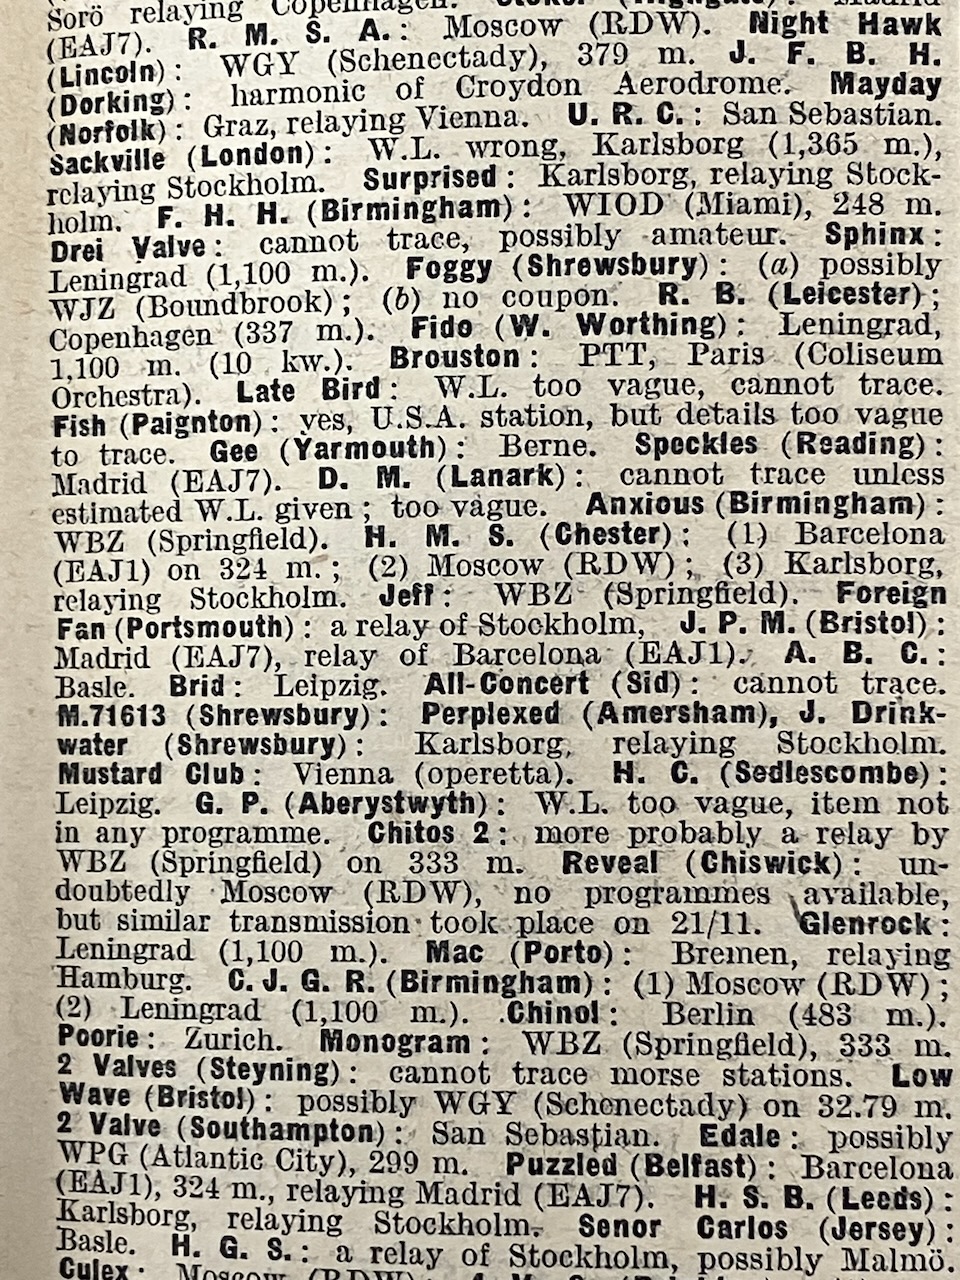 Sorö relaying Copenhagen. Madrid
(EAJ7). R. M. S. A.: Moscow (RDW). Night Hawk
(Lincoln): WGY (Schenectady), 379 m. J. F. B. H.
(Dorking): harmonic of Croydon Aerodrome. Mayday
(Norfolk): Graz, relaying Vienna. U. R. C.: San Sebastian.
Sackville (London): W.L. wrong, Karlsborg (1,365 m.),
relaying Stockholm. Surprised: Karlsborg, relaying Stock-
holm. F. H. H. (Birmingham): WIOD (Miami), 248 m.
Drei Valve: cannot trace, possibly amateur. Sphinx:
Leningrad (1,100 m.). Foggy (Shrewsbury): (a) possibly
WJZ (Boundbrook); (b) no coupon. R. B. (Leicester);
Copenhagen (337 m.). Fido (W. Worthing): Leningrad,
1,100 m. (10 kw.). Brouston: PTT, Paris (Coliseum
Orchestra). Late Bird: W.L. too vague, cannot trace.
Fish (Paignton): yes, U.S.A. station, but details too vague
to trace. Gee (Yarmouth): Berne. Speckles (Reading):
Madrid (EAJ7). D. M. (Lanark): cannot trace unless
estimated W.L. given; too vague. Anxious (Birmingham):
WBZ (Springfield). H. M. S. (Chester): (1) Barcelona
(EAJ1) on 324 m.; (2) Moscow (RDW); (3) Karlsborg,
relaying Stockholm. Jeff: WBZ (Springfield). Foreign
Fan (Portsmouth): a relay of Stockholm, J. P. M. (Bristol):
Madrid (EAJ7), relay of Barcelona (EAJ1). A. B. C.:
Basle. Brid: Leipzig. All-Concert (Sid): cannot trace.
M.71613 (Shrewsbury): Perplexed (Amersham), J. Drink-
water (Shrewsbury): Karlsborg, relaying Stockholm.
Mustard Club: Vienna (operetta). H. C. (Sedlescombe):
Leipzig. G. P. (Aberystwyth): W.L. too vague, item not
in any programme. Chitos 2: more probably a relay by
WBZ (Springfield) on 333 m. Reveal (Chiswick): un-
doubtedly Moscow (RDW), no programmes available,
but similar transmission took place on 21/11. Glenrock:
Leningrad (1,100 m.). Mac (Porto): Bremen, relaying
Hamburg. C. J. G. R. (Birmingham): (1) Moscow (RDW);
(2) Leningrad (1,100 m.). Chinol: Berlin (483 m.).
Poorie: Zurich. Monogram: WBZ (Springfield), 333 m.
2 Valves (Steyning): cannot trace morse stations. Low
Wave (Bristol): possibly WGY (Schenectady) on 32.79 m.
2 Valve (Southampton): San Sebastian. Edale: possibly
WPG (Atlantic City), 299 m. Puzzled (Belfast): Barcelona
(EAJ1), 324 m., relaying Madrid (EAJ7). H. S. B. (Leeds):
Karlsborg, relaying Stockholm. Senor Carlos (Jersey):
Basle. H. G. S.: a relay of Stockholm, possibly Malmö.
Culex: Moscow (RDW):